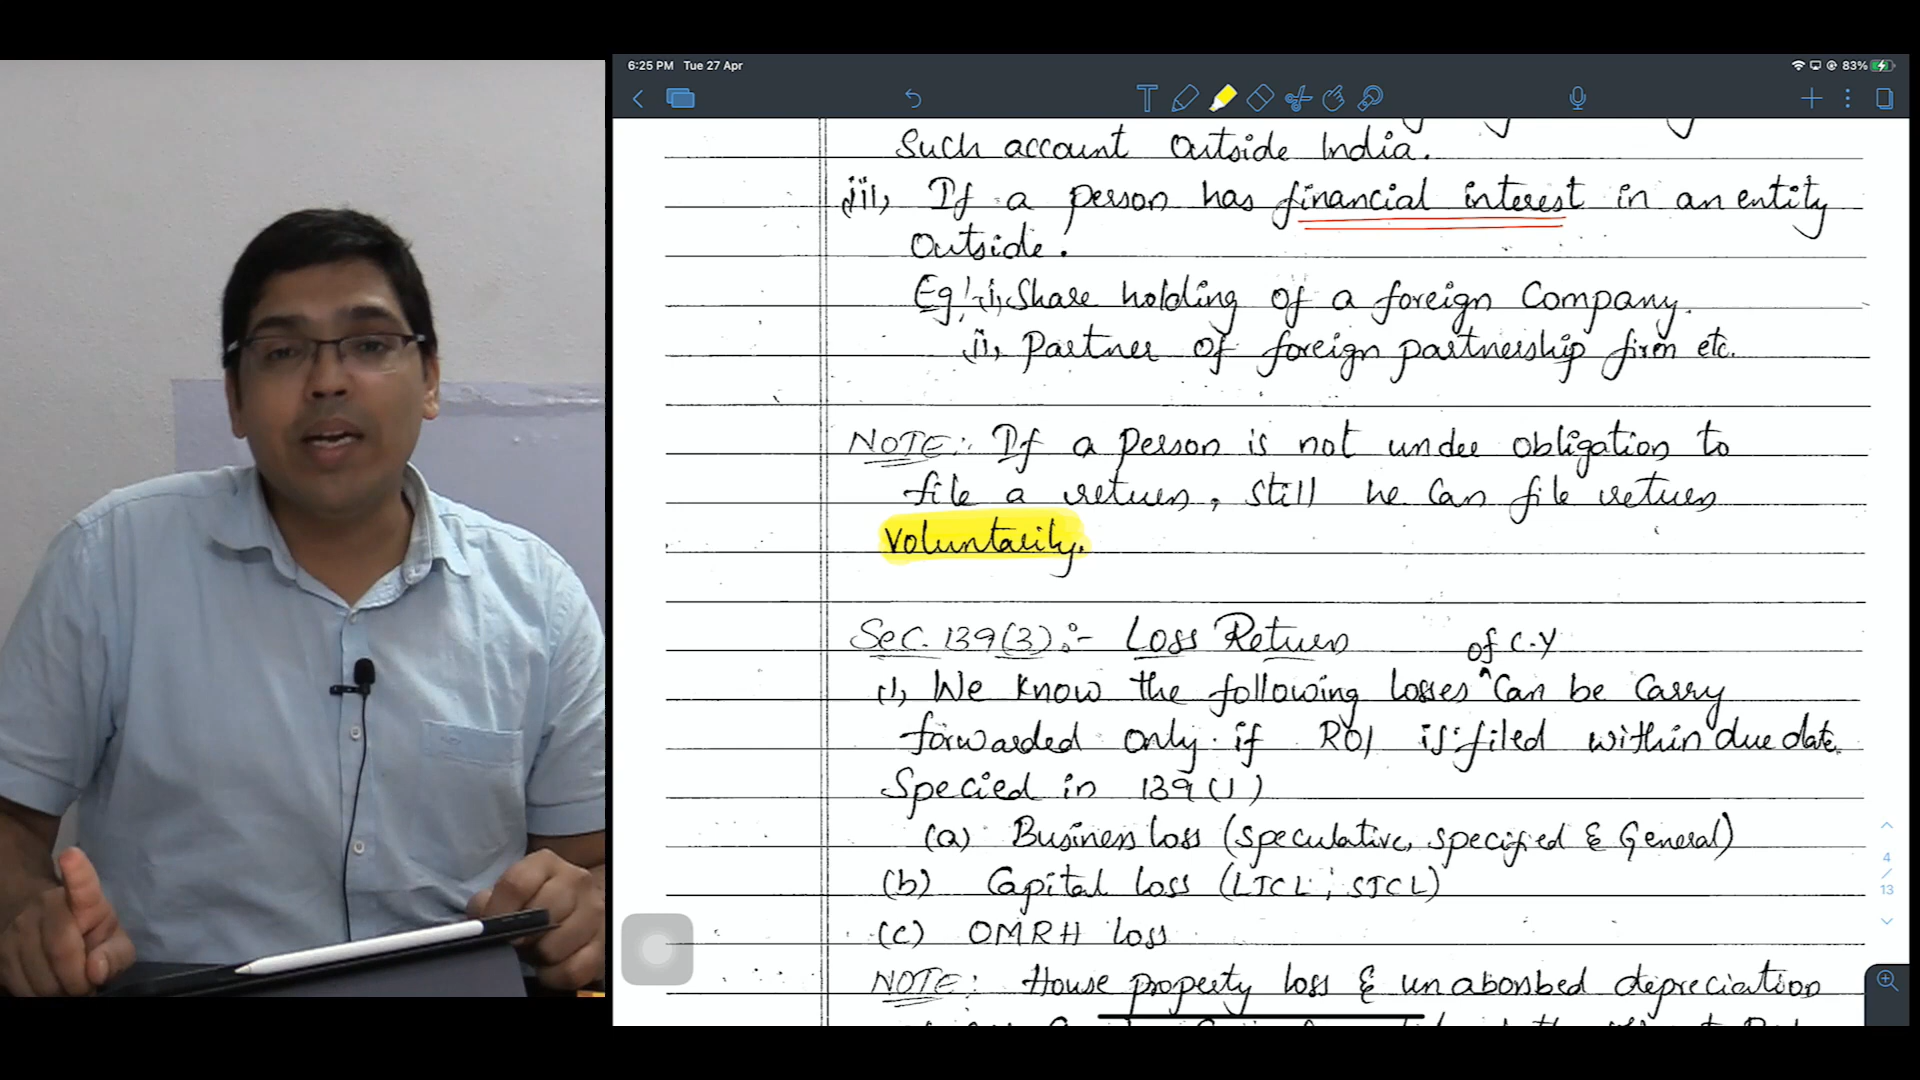 6:25 PM Tue 27 Apr
83%
Such account Outside India.
iii, If a person has financial interest in an entity
Outside.
Eg:- i, Share holding of a foreign Company.
ii, Partner of foreign partnership firm etc.
NOTE:- If a person is not under obligation to
file a return, still he Can file return
Voluntarily.
Sec. 139(3):- Loss Return
of C.Y
(i), We know the following losses ^ Can be Carry
forwarded only if ROI is filed within due date
Specied in 139(1)
(a) Business loss (Speculative, Specified & General)
(b) Capital loss (LTCL, STCL)
(c) OMRH loss
NOTE: House property loss & unabonbed depreciation
4
/
13